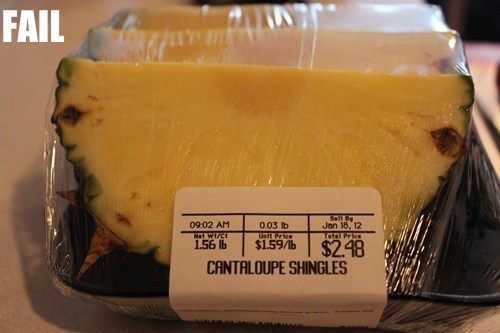 FAIL
Sell By
09:02 AM 0.03 lb Jan 18, 12
Net Wt/Ct Unit Price Total Price
1.56 lb $1.59/lb $2.48
CANTALOUPE SHINGLES